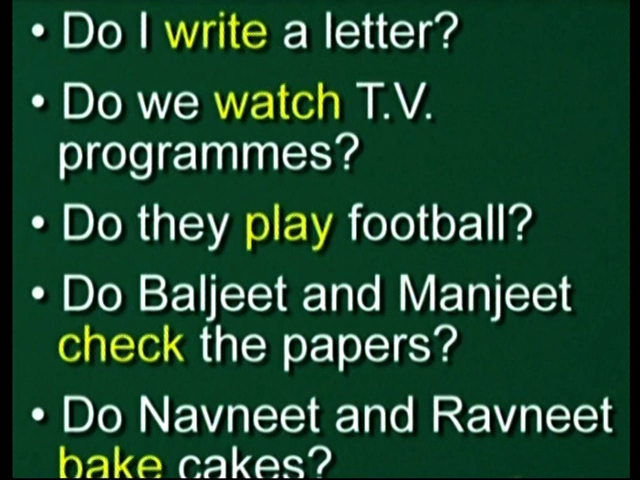 • Do I write a letter?
• Do we watch T.V.
programmes?
• Do they play football?
• Do Baljeet and Manjeet
check the papers?
• Do Navneet and Ravneet
bake cakes?